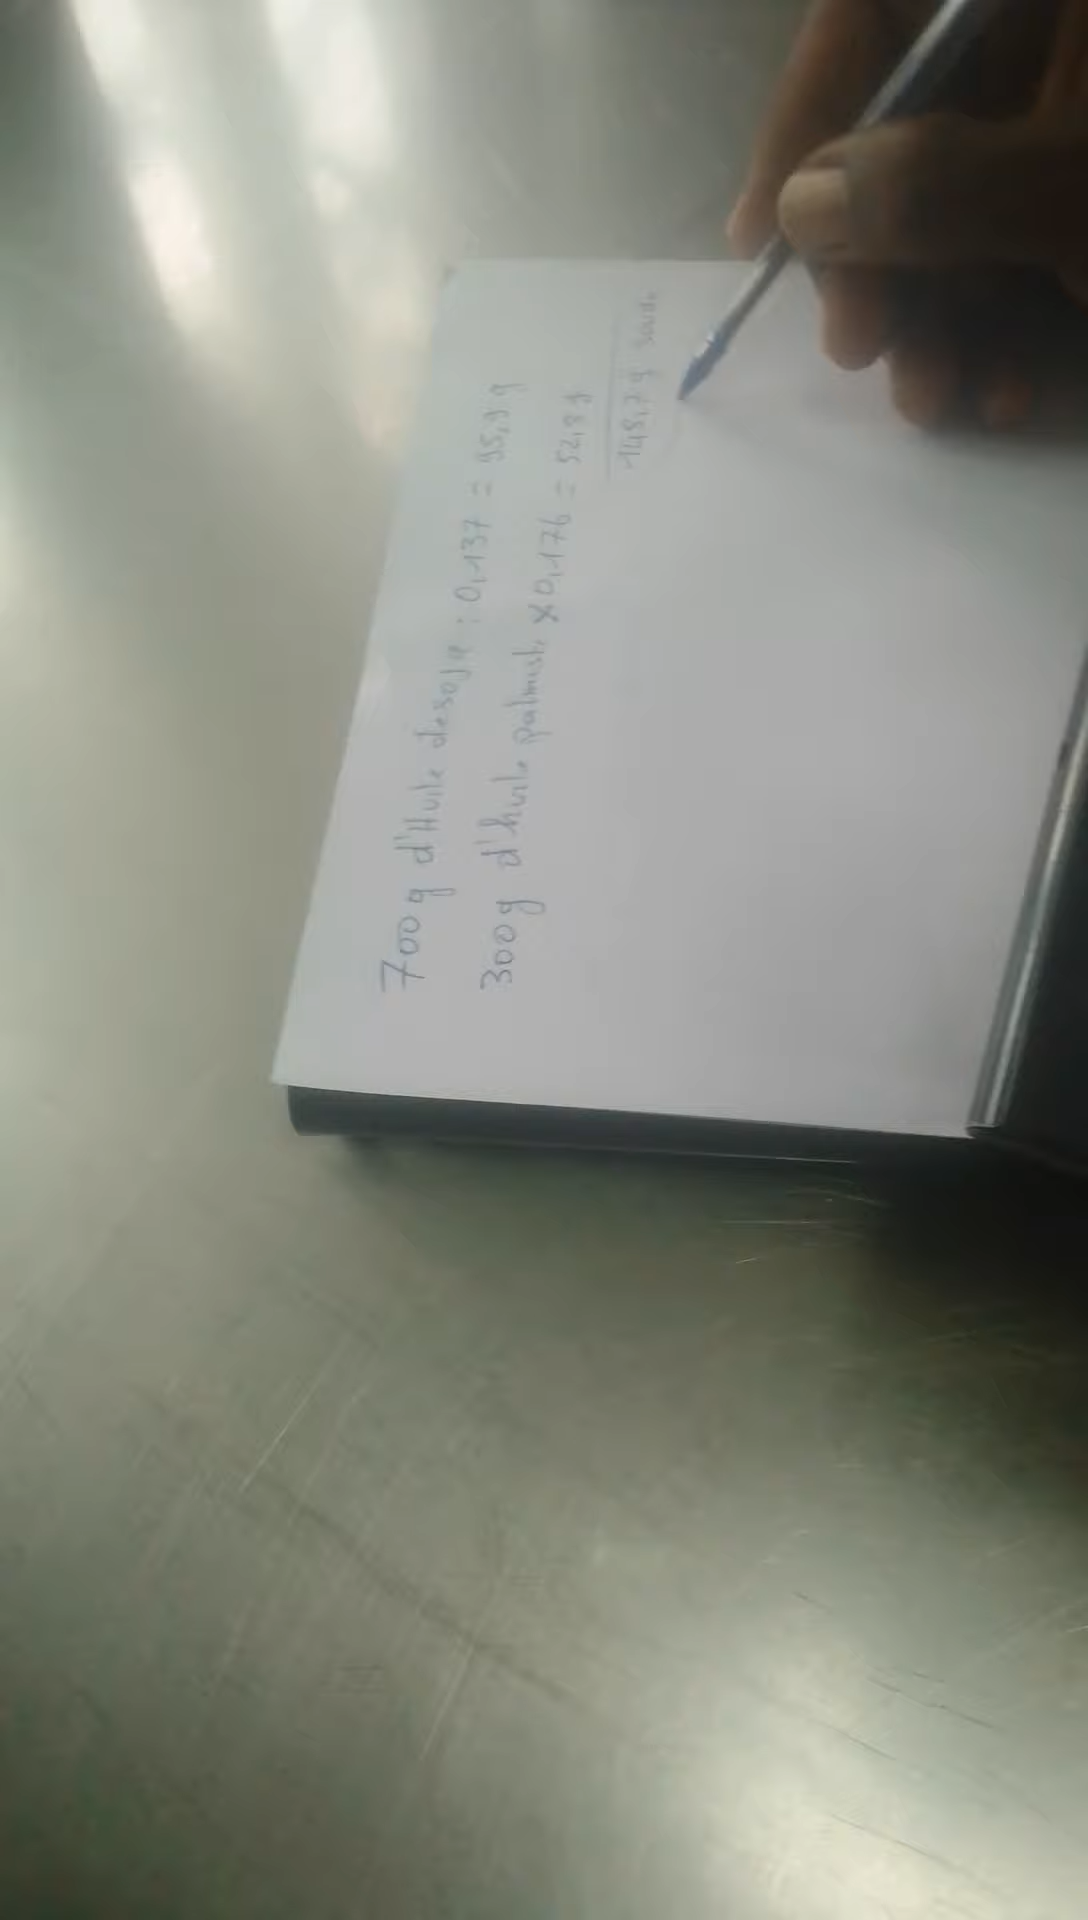 700g d'Huile de soja : 0,137 = 95,9 g
300g d'huile palmiste x 0,176 = 52,8 g
148,7 g soude